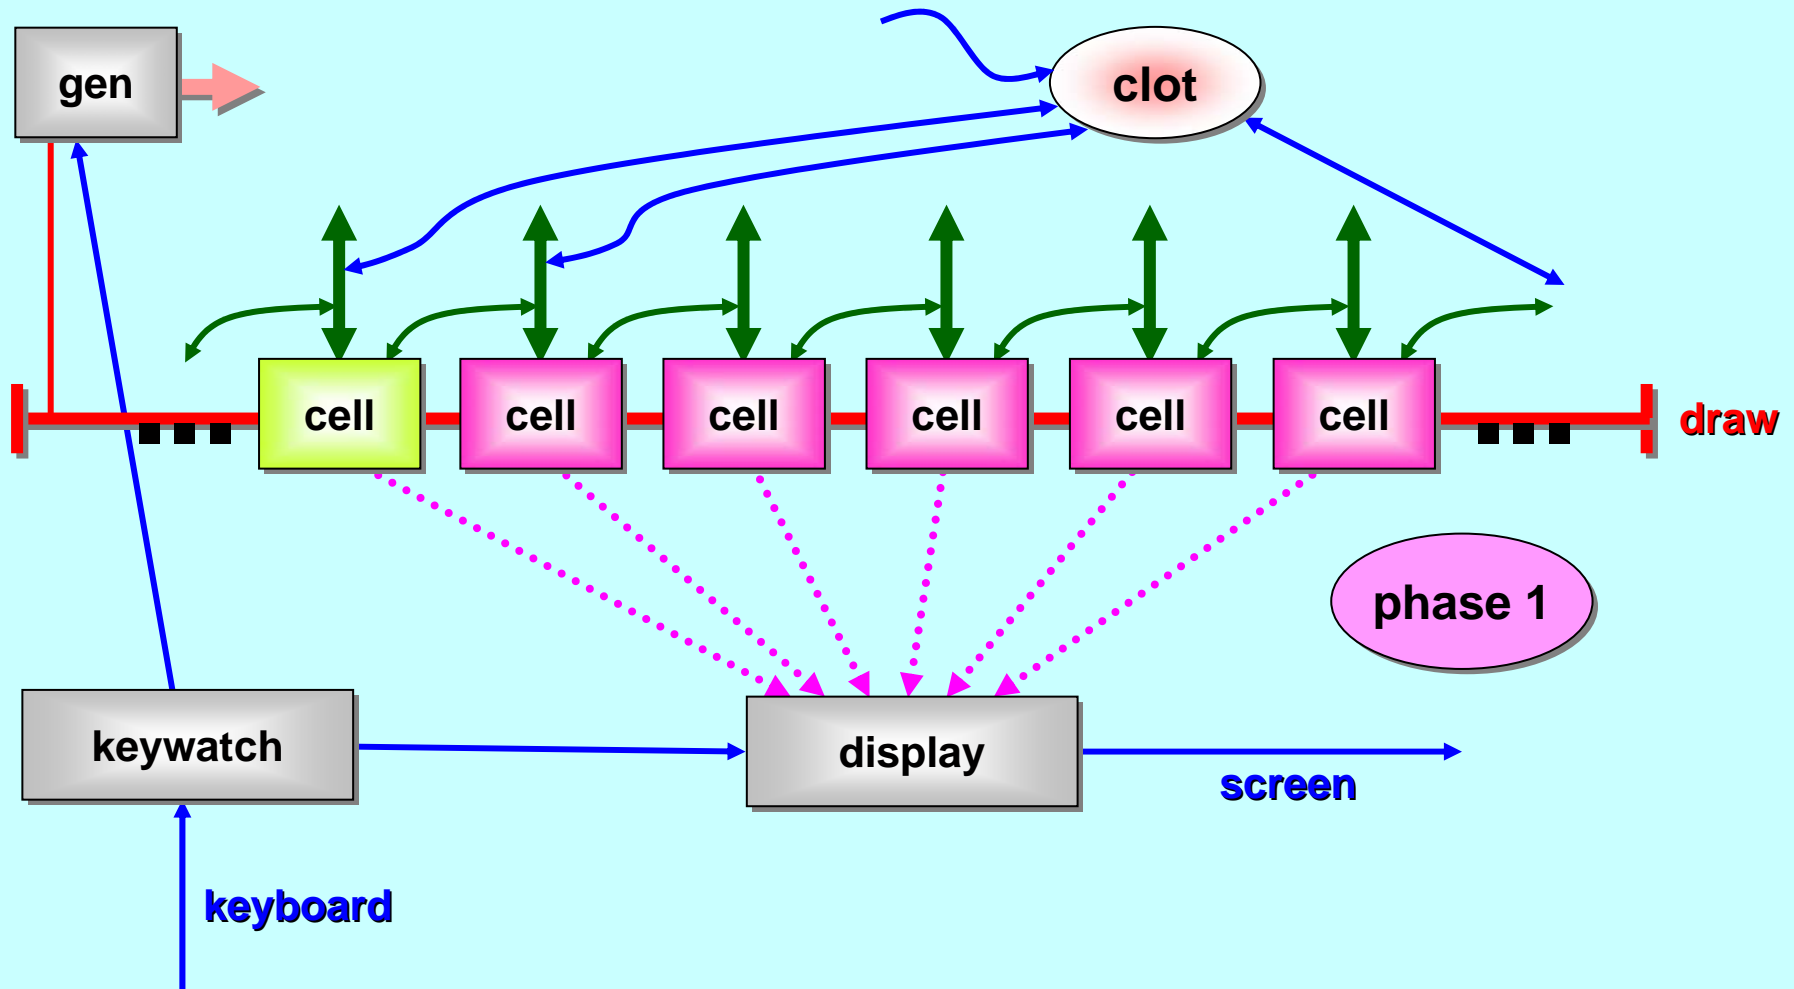 gen
clot
cell
cell
cell
cell
cell
cell
draw
phase 1
keywatch
display
screen
keyboard